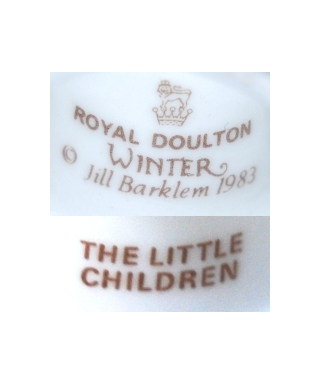 ROYAL DOULTON
WINTER
© Jill Barklem 1983
THE LITTLE
CHILDREN